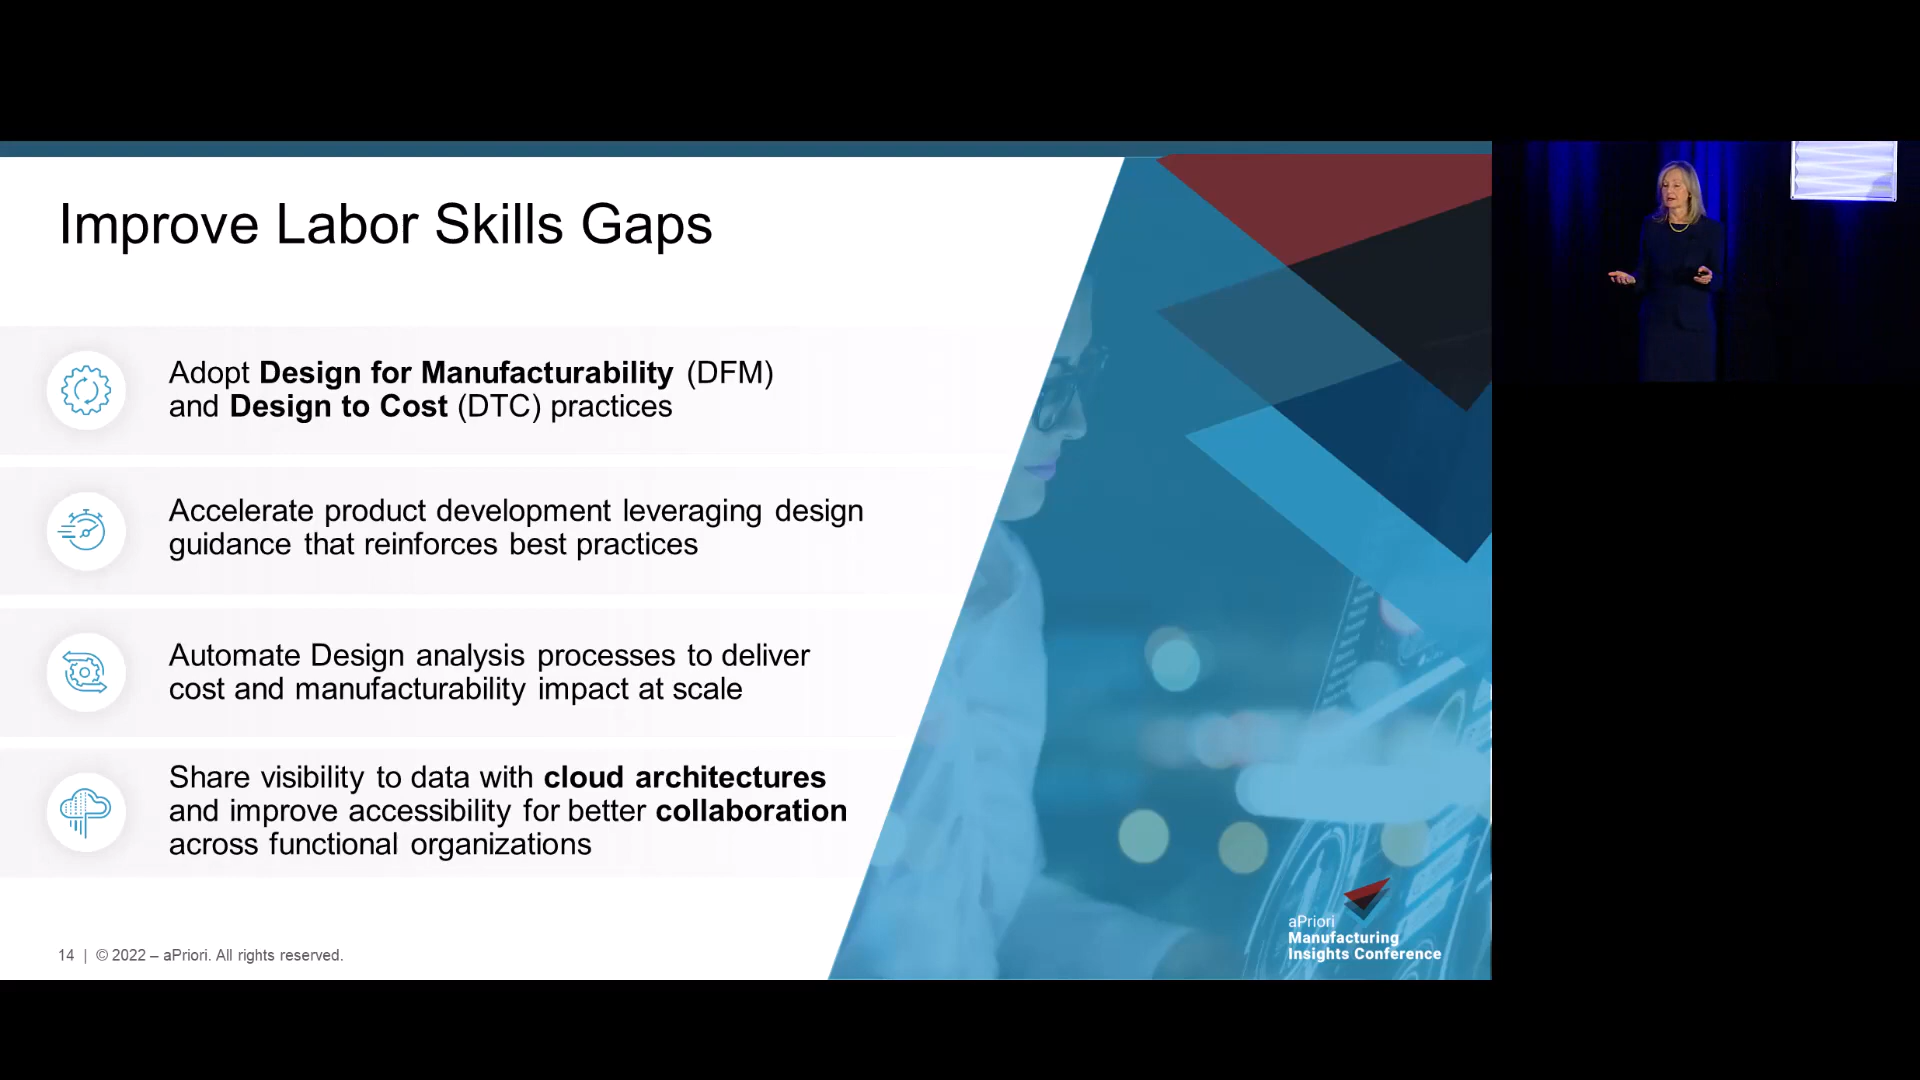 Improve Labor Skills Gaps
Adopt Design for Manufacturability (DFM)
and Design to Cost (DTC) practices
Accelerate product development leveraging design
guidance that reinforces best practices
Automate Design analysis processes to deliver
cost and manufacturability impact at scale
Share visibility to data with cloud architectures
and improve accessibility for better collaboration
across functional organizations
14 | © 2022 – aPriori. All rights reserved.
aPriori
Manufacturing
Insights Conference